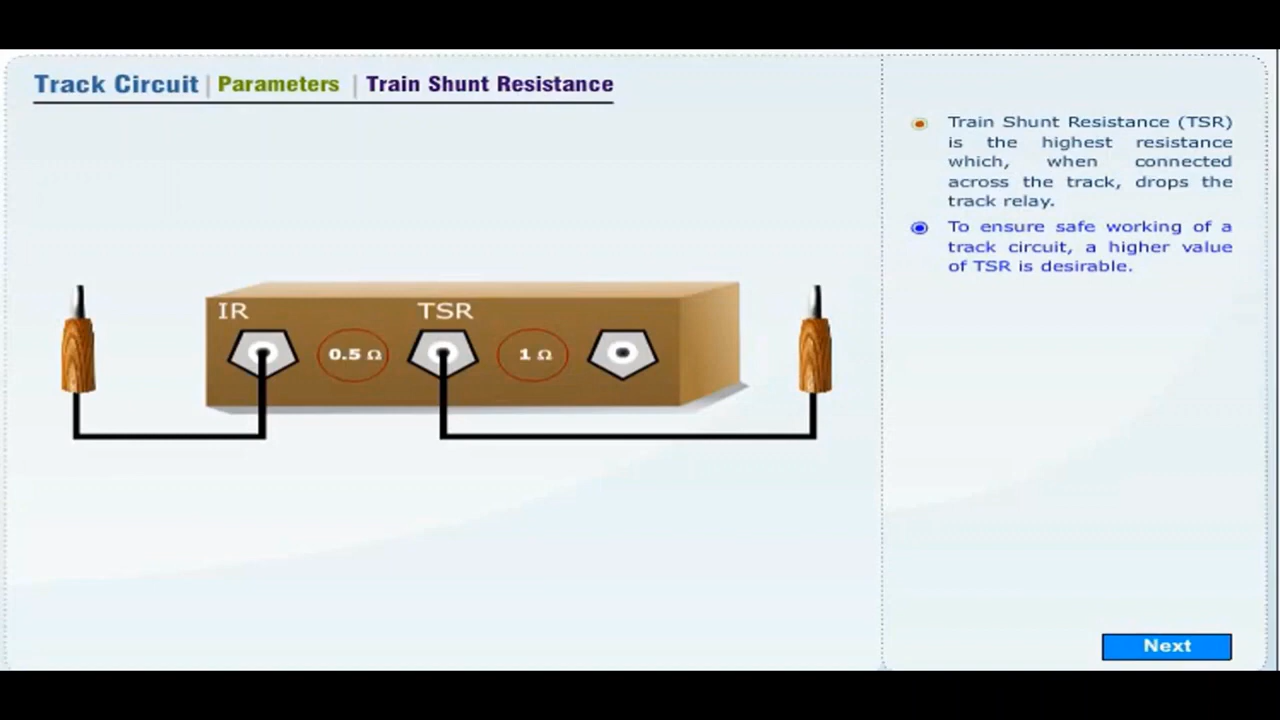 Track Circuit | Parameters | Train Shunt Resistance
IR
TSR
0.5 Ω
1 Ω
Train Shunt Resistance (TSR)
is the highest resistance
which, when connected
across the track, drops the
track relay.
To ensure safe working of a
track circuit, a higher value
of TSR is desirable.
Next